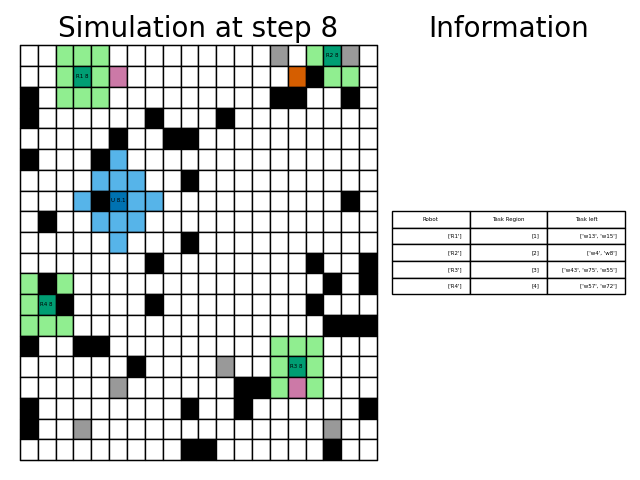 Simulation at step 8
Information
R1 8
R2 8
U 8 1
R4 8
R3 8
Robot Task Region Task left
['R1'] [1] ['w13', 'w15']
['R2'] [2] ['w4', 'w8']
['R3'] [3] ['w43', 'w75', 'w55']
['R4'] [4] ['w57', 'w72']